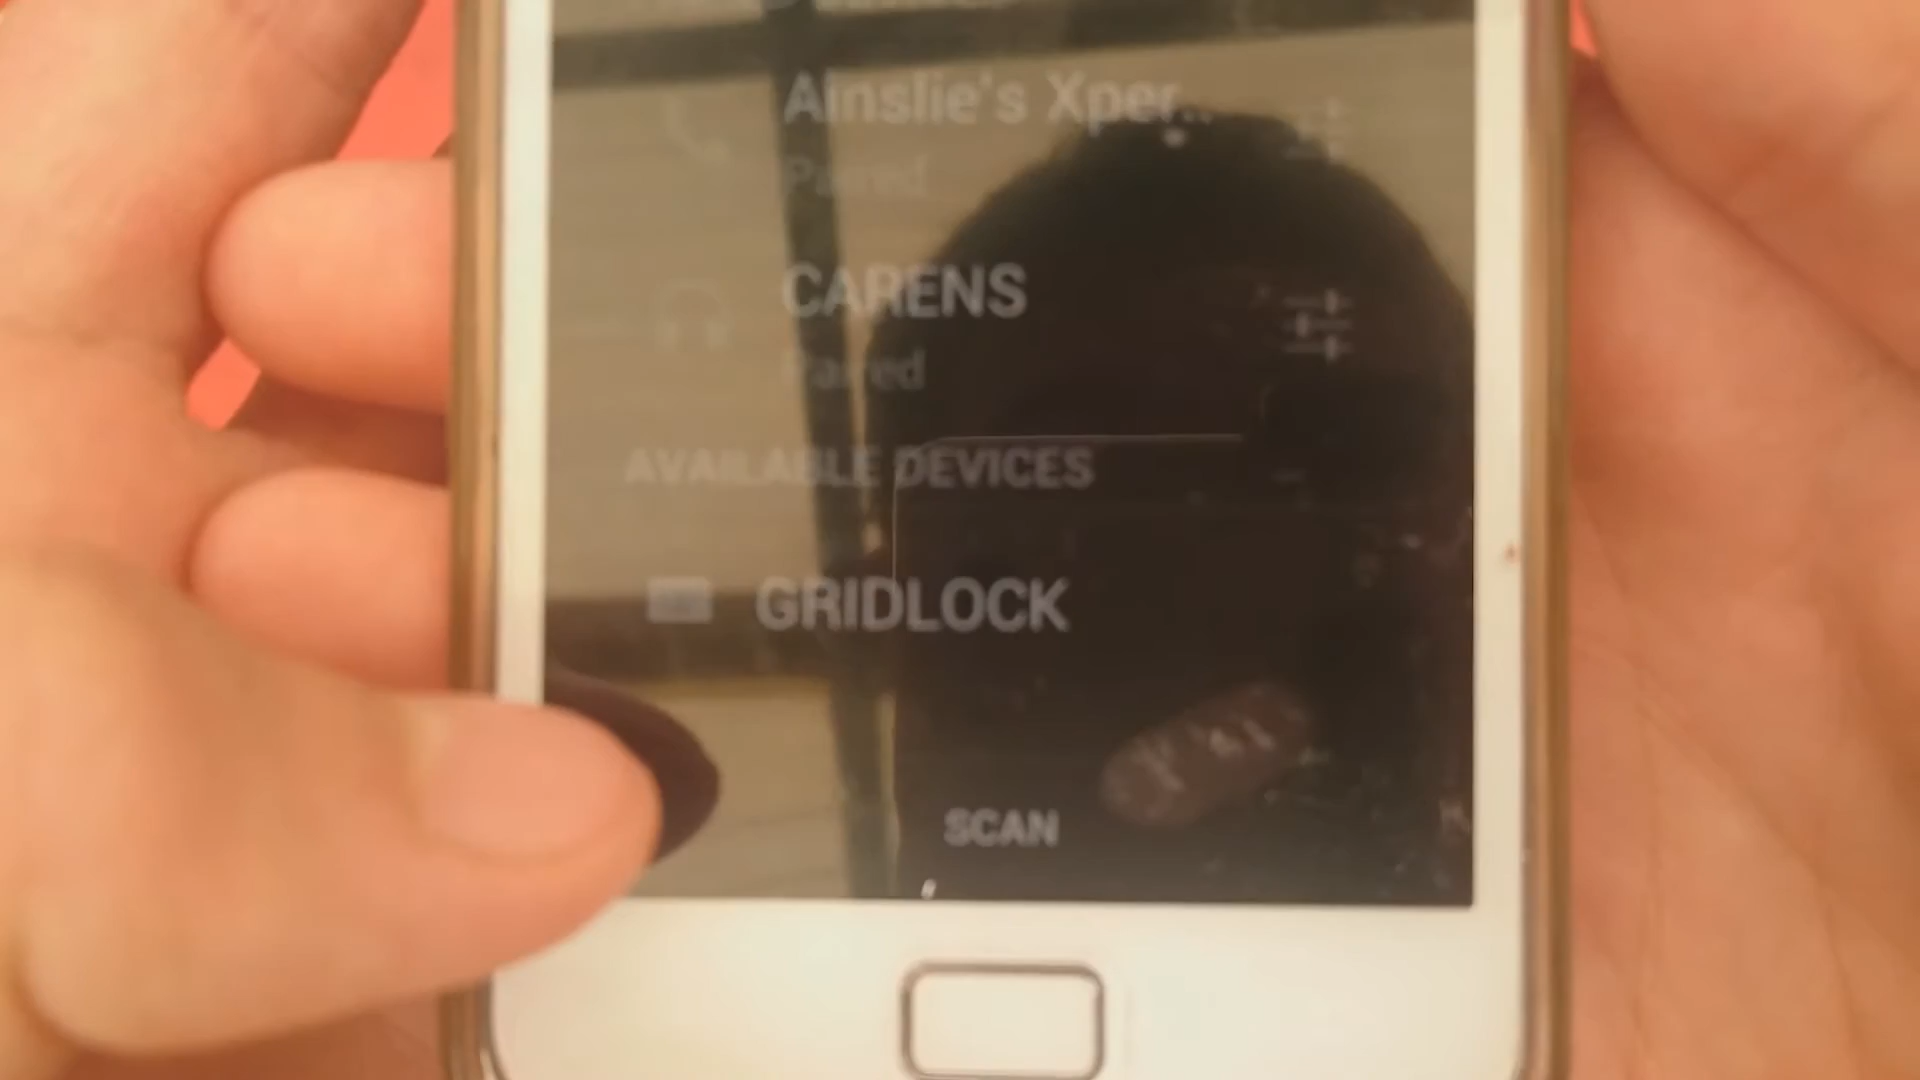 Ainslie's Xper...
Paired
CARENS
Paired
AVAILABLE DEVICES
GRIDLOCK
SCAN